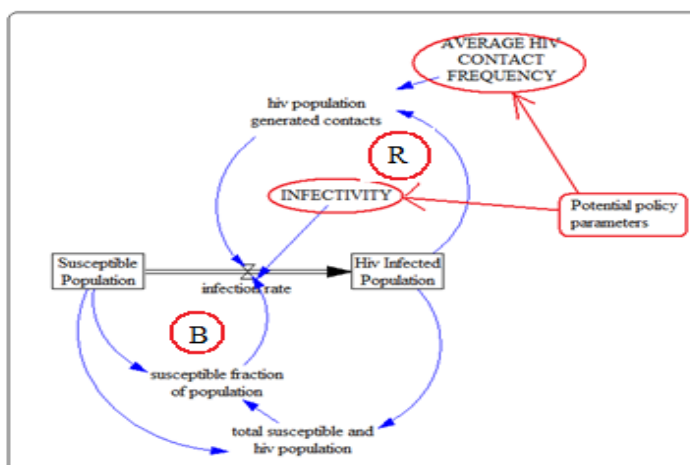 AVERAGE HIV
CONTACT
FREQUENCY
hiv population
generated contacts
R
INFECTIVITY
Potential policy
parameters
Susceptible
Population
infection rate
Hiv Infected
Population
B
susceptible fraction
of population
total susceptible and
hiv population